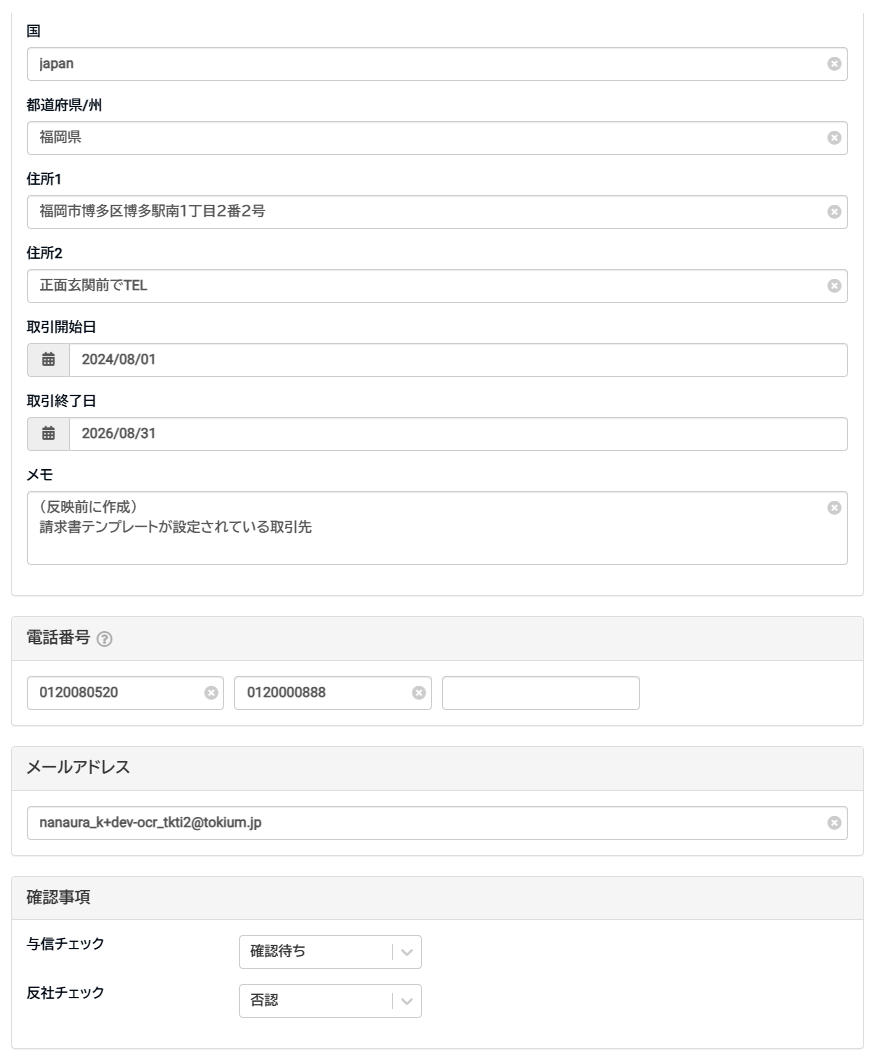 国
japan
都道府県/州
福岡県
住所1
福岡市博多区博多駅南1丁目2番2号
住所2
正面玄関前でTEL
取引開始日
2024/08/01
取引終了日
2026/08/31
メモ
（反映前に作成）
請求書テンプレートが設定されている取引先
電話番号 ?
0120080520 0120000888
メールアドレス
nanaura_k+dev-ocr_tkti2@tokium.jp
確認事項
与信チェック 確認待ち
反社チェック 否認